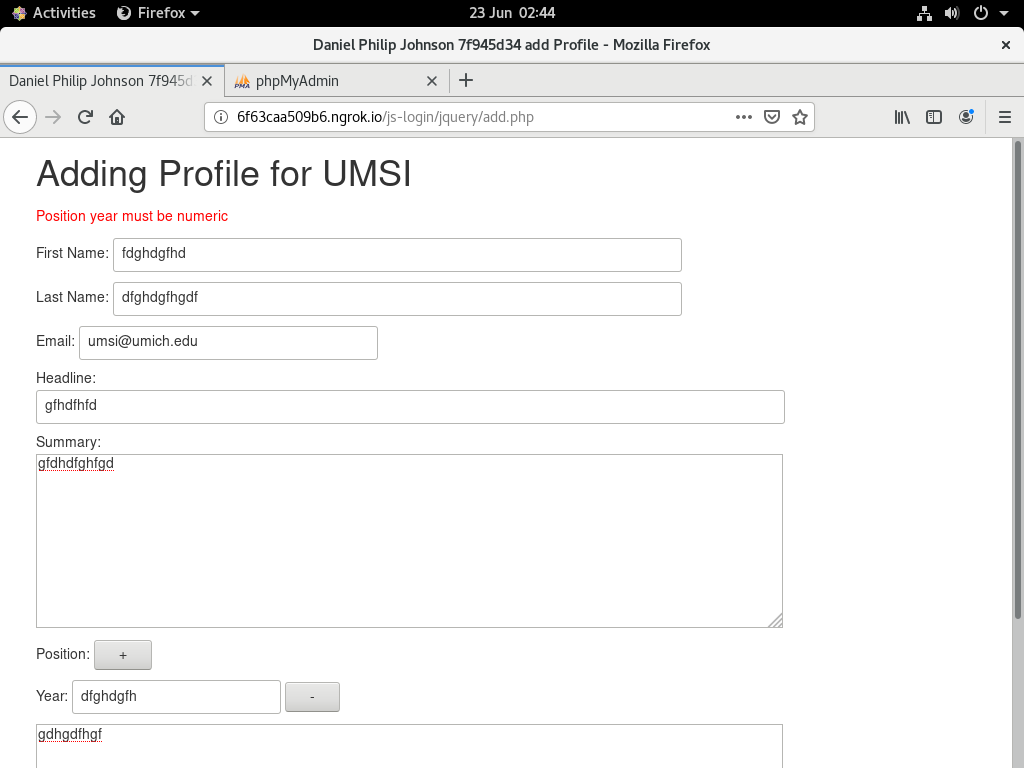 Activities Firefox 23 Jun 02:44
Daniel Philip Johnson 7f945d34 add Profile - Mozilla Firefox
Daniel Philip Johnson 7f945d phpMyAdmin
6f63caa509b6.ngrok.io/js-login/jquery/add.php
Adding Profile for UMSI
Position year must be numeric
First Name: fdghdgfhd
Last Name: dfghdgfhgdf
Email: umsi@umich.edu
Headline:
gfhdfhfd
Summary:
gfdhdfghfgd
Position: +
Year: dfghdgfh -
gdhgdfhgf